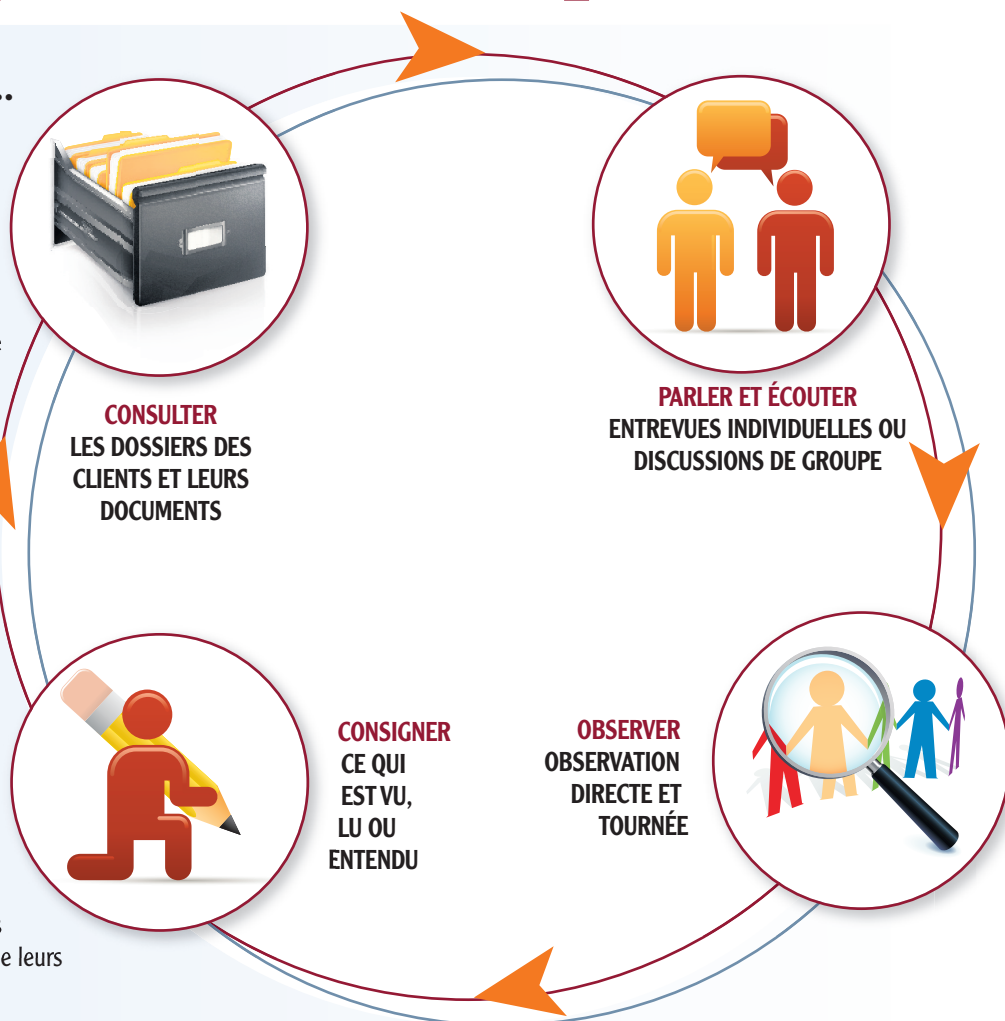 CONSULTER
LES DOSSIERS DES
CLIENTS ET LEURS
DOCUMENTS
PARLER ET ÉCOUTER
ENTREVUES INDIVIDUELLES OU
DISCUSSIONS DE GROUPE
CONSIGNER
CE QUI
EST VU,
LU OU
ENTENDU
OBSERVER
OBSERVATION
DIRECTE ET
TOURNÉE
leurs